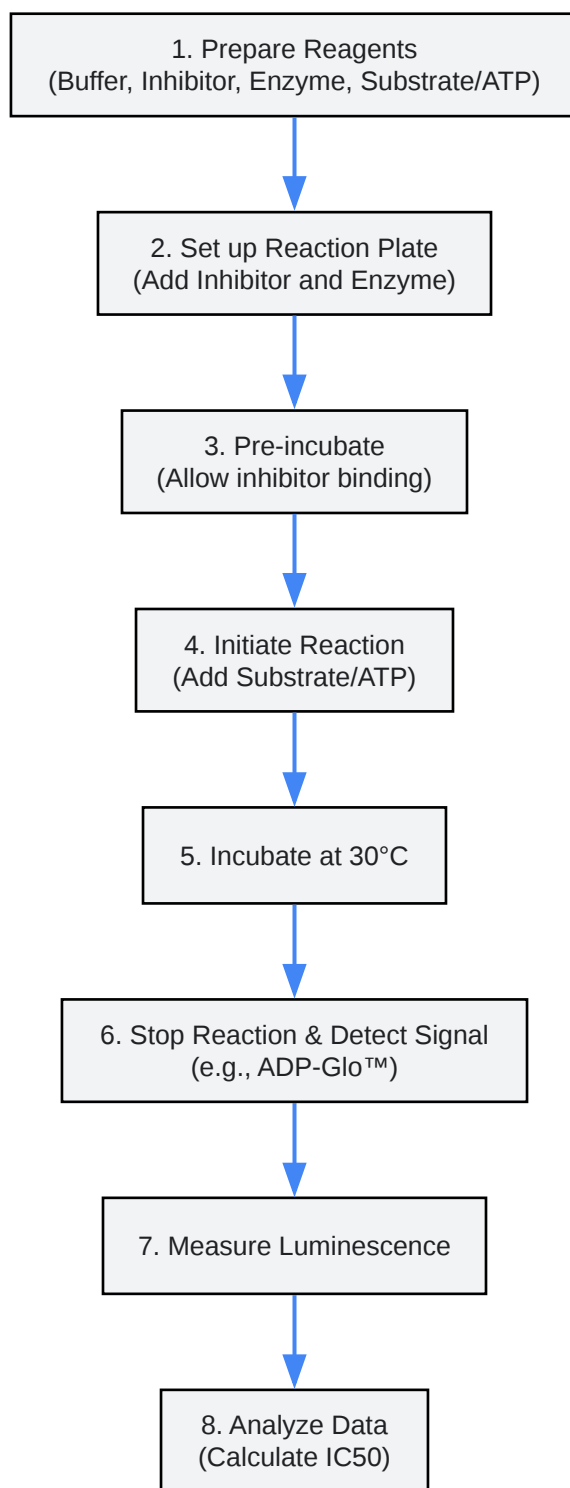 1. Prepare Reagents
(Buffer, Inhibitor, Enzyme, Substrate/ATP)
2. Set up Reaction Plate
(Add Inhibitor and Enzyme)
3. Pre-incubate
(Allow inhibitor binding)
4. Initiate Reaction
(Add Substrate/ATP)
5. Incubate at 30°C
6. Stop Reaction & Detect Signal
(e.g., ADP-Glo™)
7. Measure Luminescence
8. Analyze Data
(Calculate IC50)